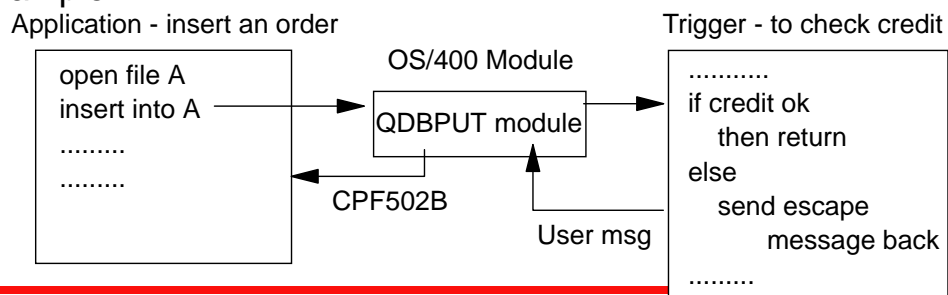 Application - insert an order
Trigger - to check credit
open file A
insert into A
.........
.........
OS/400 Module
QDBPUT module
CPF502B
User msg
...........
if credit ok
then return
else
send escape
message back
.........